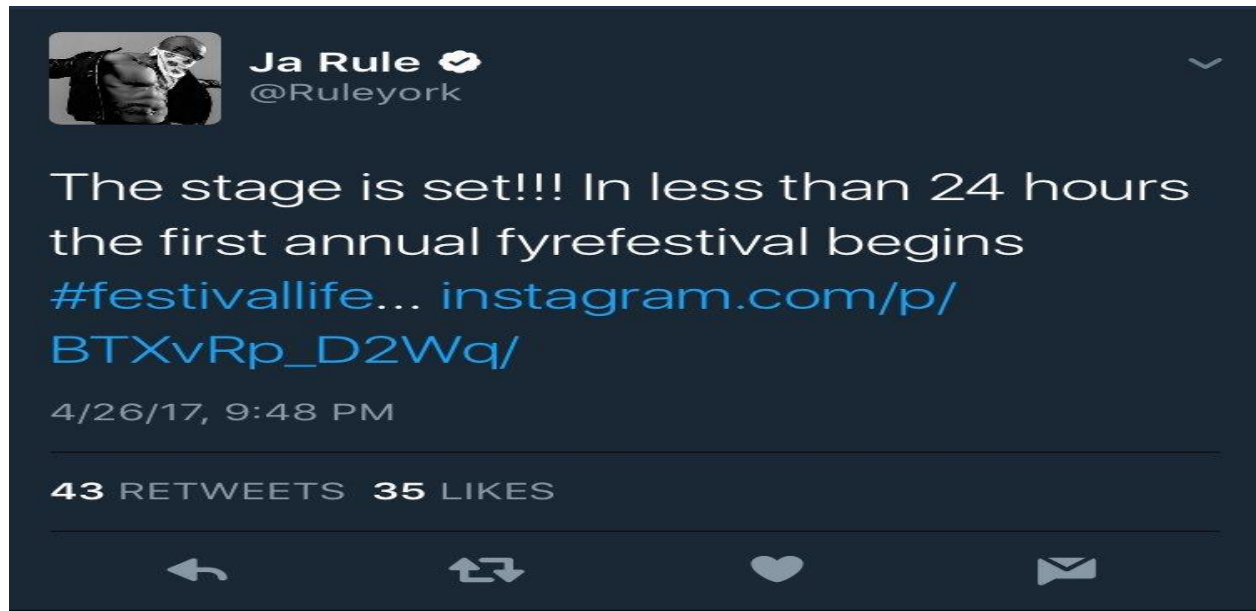 Ja Rule
@Ruleyork
The stage is set!!! In less than 24 hours
the first annual fyrefestival begins
#festivallife... instagram.com/p/
BTXvRp_D2Wq/
4/26/17, 9:48 PM
43 RETWEETS 35 LIKES